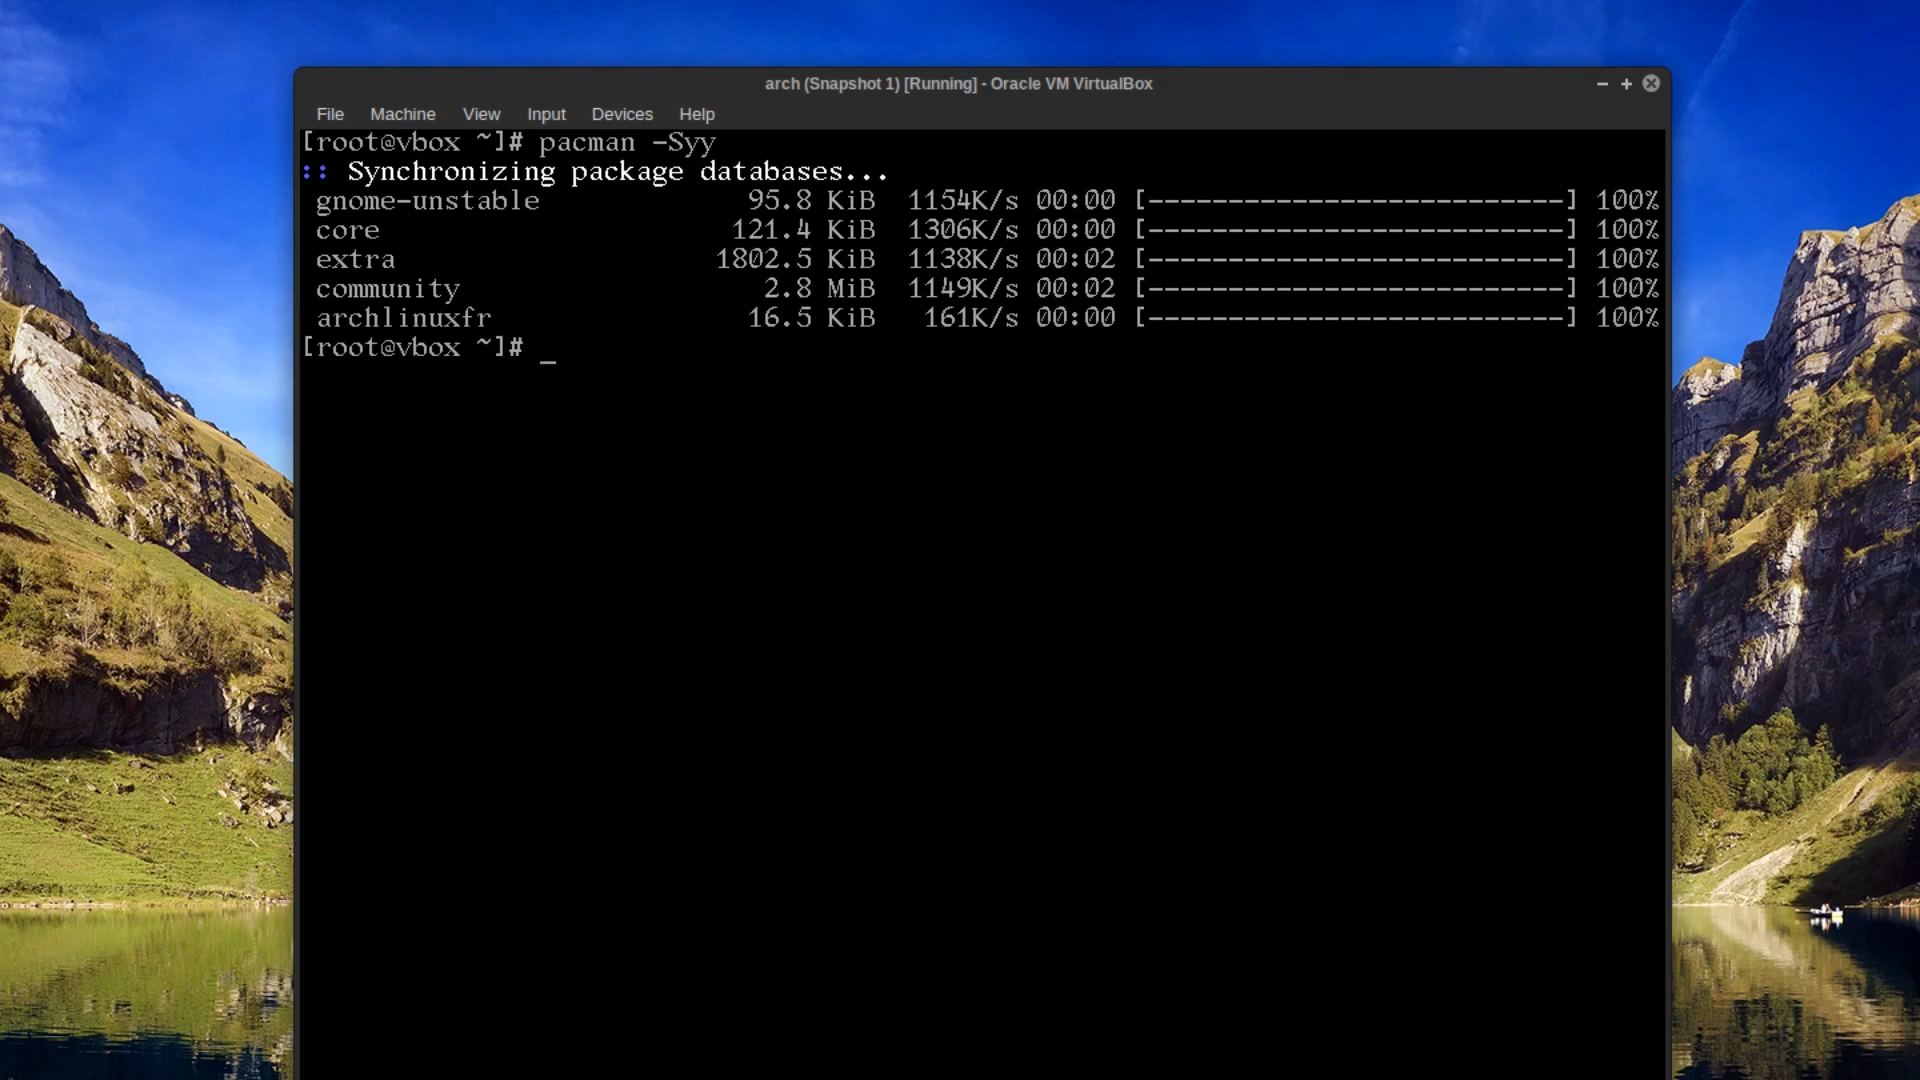 arch (Snapshot 1) [Running] - Oracle VM VirtualBox
File Machine View Input Devices Help
[root@vbox ~]# pacman -Syy
:: Synchronizing package databases...
gnome-unstable 95.8 KiB 1154K/s 00:00 [--------------------------] 100%
core 121.4 KiB 1306K/s 00:00 [--------------------------] 100%
extra 1802.5 KiB 1138K/s 00:02 [--------------------------] 100%
community 2.8 MiB 1149K/s 00:02 [--------------------------] 100%
archlinuxfr 16.5 KiB 161K/s 00:00 [--------------------------] 100%
[root@vbox ~]# _